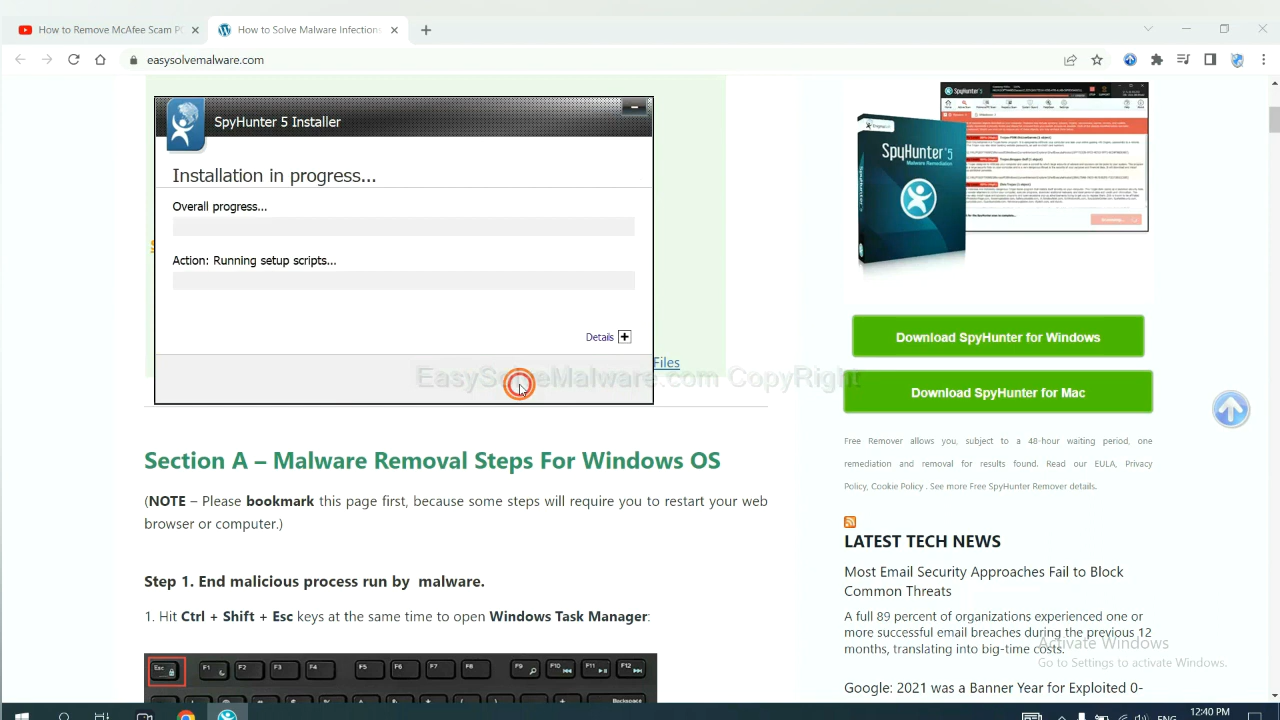 How to Remove McAfee Scam P
How to Solve Malware Infections
easysolvemalware.com
SpyHunter 5 Installer
Installation
Overall progress...
Action: Running setup scripts...
Details
Files
EasySolveMalware.com CopyRight
SpyHunter 5
Malware Remediation
Download SpyHunter for Windows
Download SpyHunter for Mac
Free Remover allows you, subject to a 48-hour waiting period, one
remediation and removal for results found. Read our EULA, Privacy
Policy, Cookie Policy . See more Free SpyHunter Remover details.
Section A – Malware Removal Steps For Windows OS
(NOTE – Please bookmark this page first, because some steps will require you to restart your web
browser or computer.)
Step 1. End malicious process run by malware.
1. Hit Ctrl + Shift + Esc keys at the same time to open Windows Task Manager:
Esc F1 F2 F3 F4 F5 F6 F7 F8 F9 F10 F11 F12
Backspace
LATEST TECH NEWS
Most Email Security Approaches Fail to Block
Common Threats
A full 89 percent of organizations experienced one or
more successful email breaches during the previous 12
months, translating into big-time costs.
Google: 2021 was a Banner Year for Exploited 0-
Activate Windows
Go to Settings to activate Windows.
ENG
12:40 PM